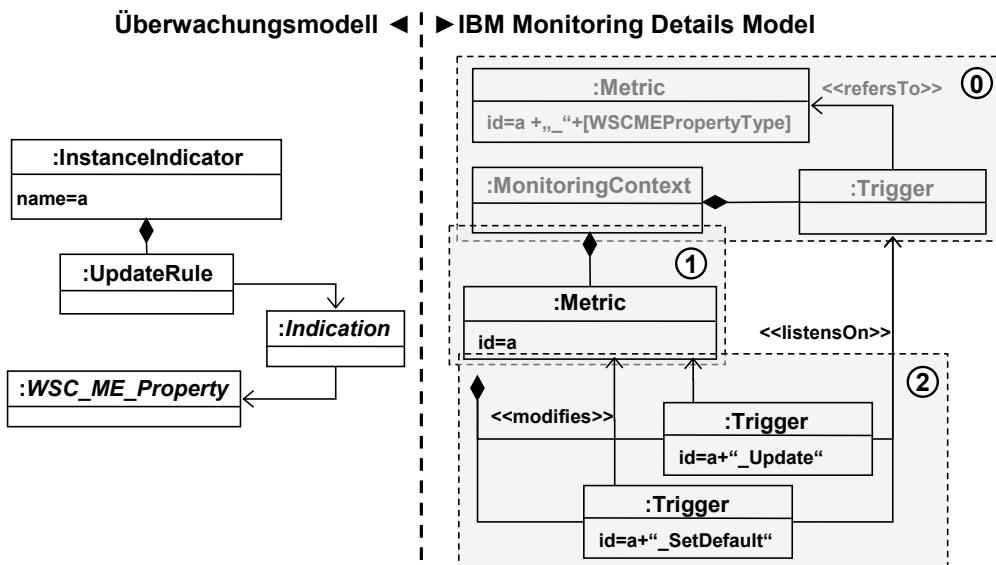 Überwachungsmodell ◄ ► IBM Monitoring Details Model
:InstanceIndicator
name=a
:UpdateRule
:Indication
:WSC_ME_Property
0
:Metric
<<refersTo>>
id=a +„_“+[WSCMEPropertyType]
:MonitoringContext
:Trigger
1
:Metric
id=a
<<listensOn>>
2
<<modifies>>
:Trigger
id=a+“_Update“
:Trigger
id=a+“_SetDefault“